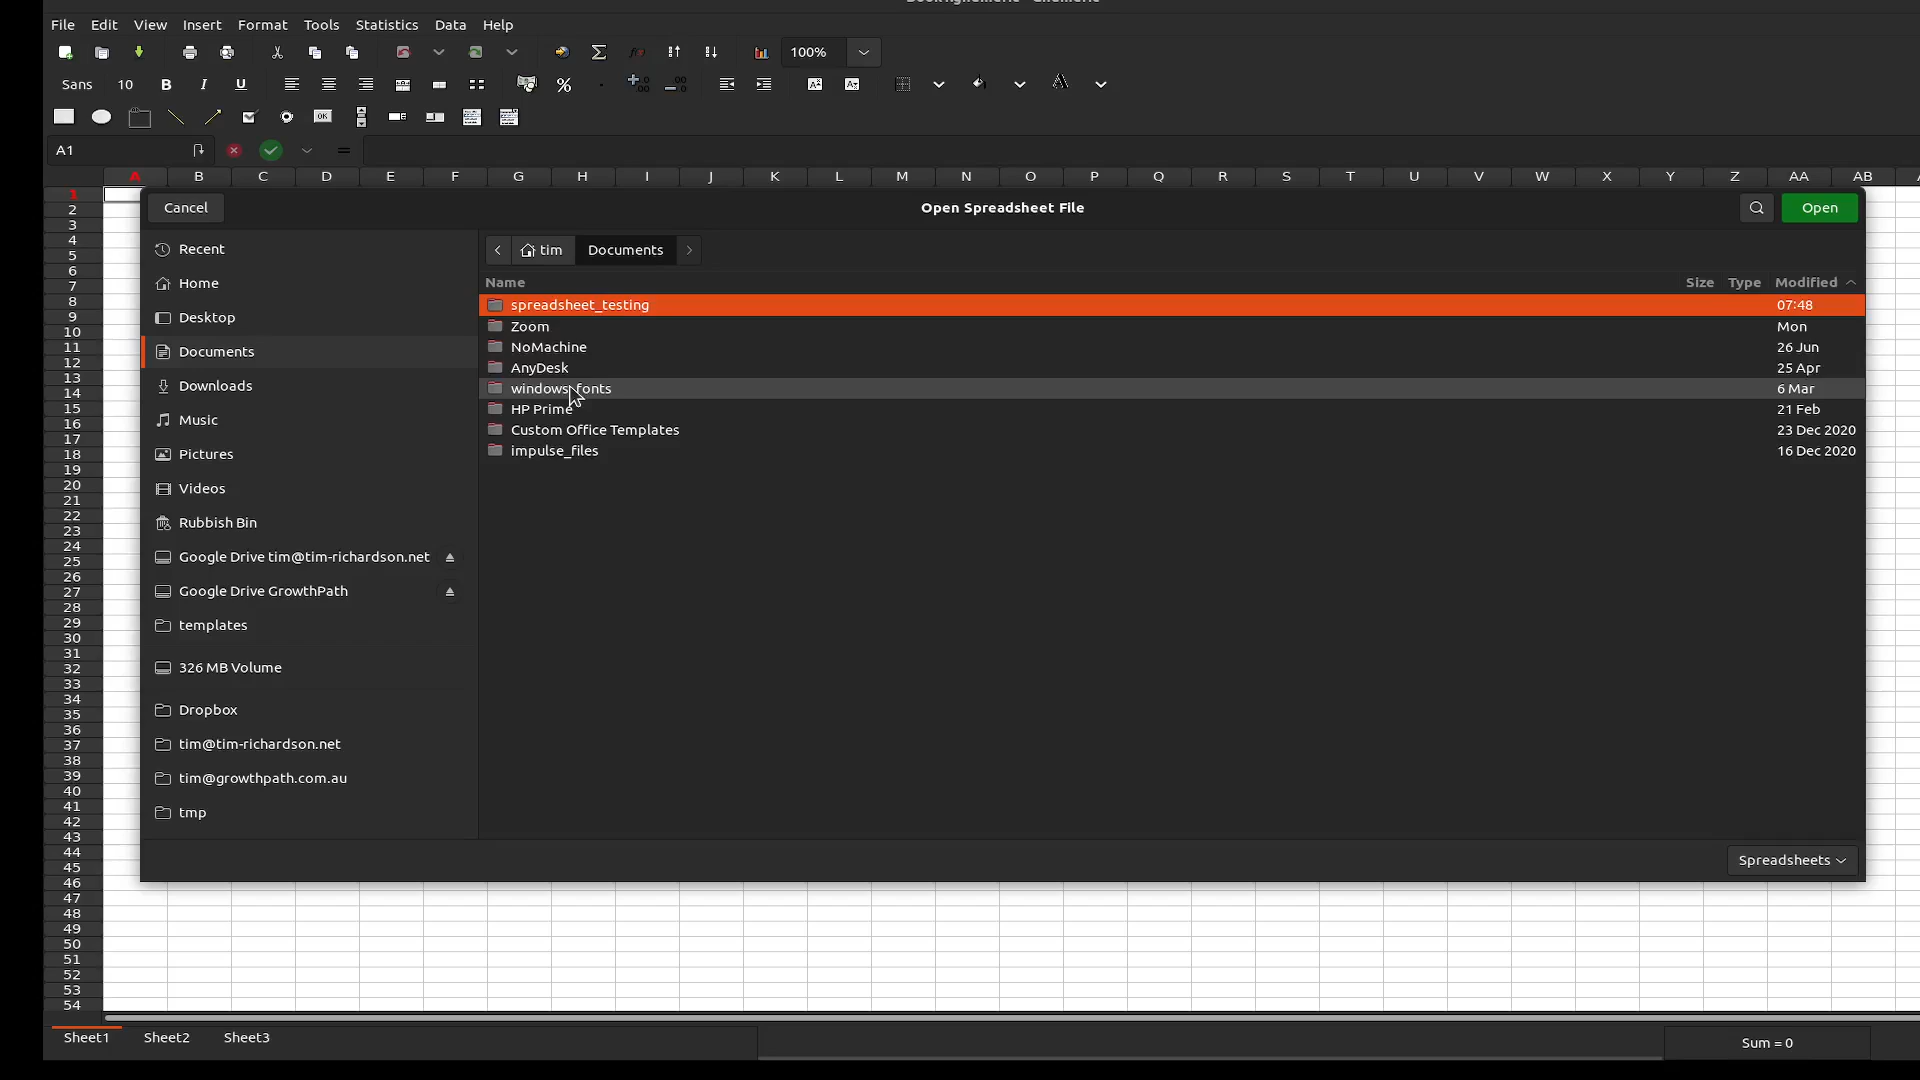 File Edit View Insert Format Tools Statistics Data Help
100%
Sans 10 B I U %
A1 =
A B C D E F G H I J K L M N O P Q R S T U V W X Y Z AA AB
Cancel Open Spreadsheet File Open
Recent
Home
Desktop
Documents
Downloads
Music
Pictures
Videos
Rubbish Bin
Google Drive tim@tim-richardson.net
Google Drive GrowthPath
templates
326 MB Volume
Dropbox
tim@tim-richardson.net
tim@growthpath.com.au
tmp
tim Documents
Name Size Type Modified
spreadsheet_testing 07:48
Zoom Mon
NoMachine 26 Jun
AnyDesk 25 Apr
windows_fonts 6 Mar
HP Prime 21 Feb
Custom Office Templates 23 Dec 2020
impulse_files 16 Dec 2020
Spreadsheets
1
2
3
4
5
6
7
8
9
10
11
12
13
14
15
16
17
18
19
20
21
22
23
24
25
26
27
28
29
30
31
32
33
34
35
36
37
38
39
40
41
42
43
44
45
46
47
48
49
50
51
52
53
54
Sheet1 Sheet2 Sheet3
Sum = 0